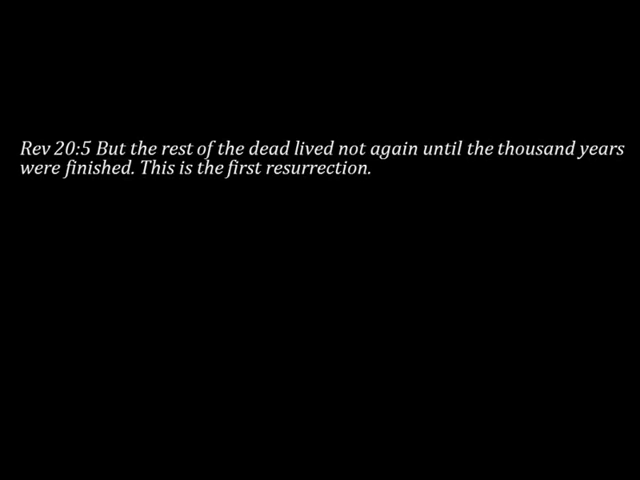 Rev 20:5 But the rest of the dead lived not again until the thousand years
were finished. This is the first resurrection.